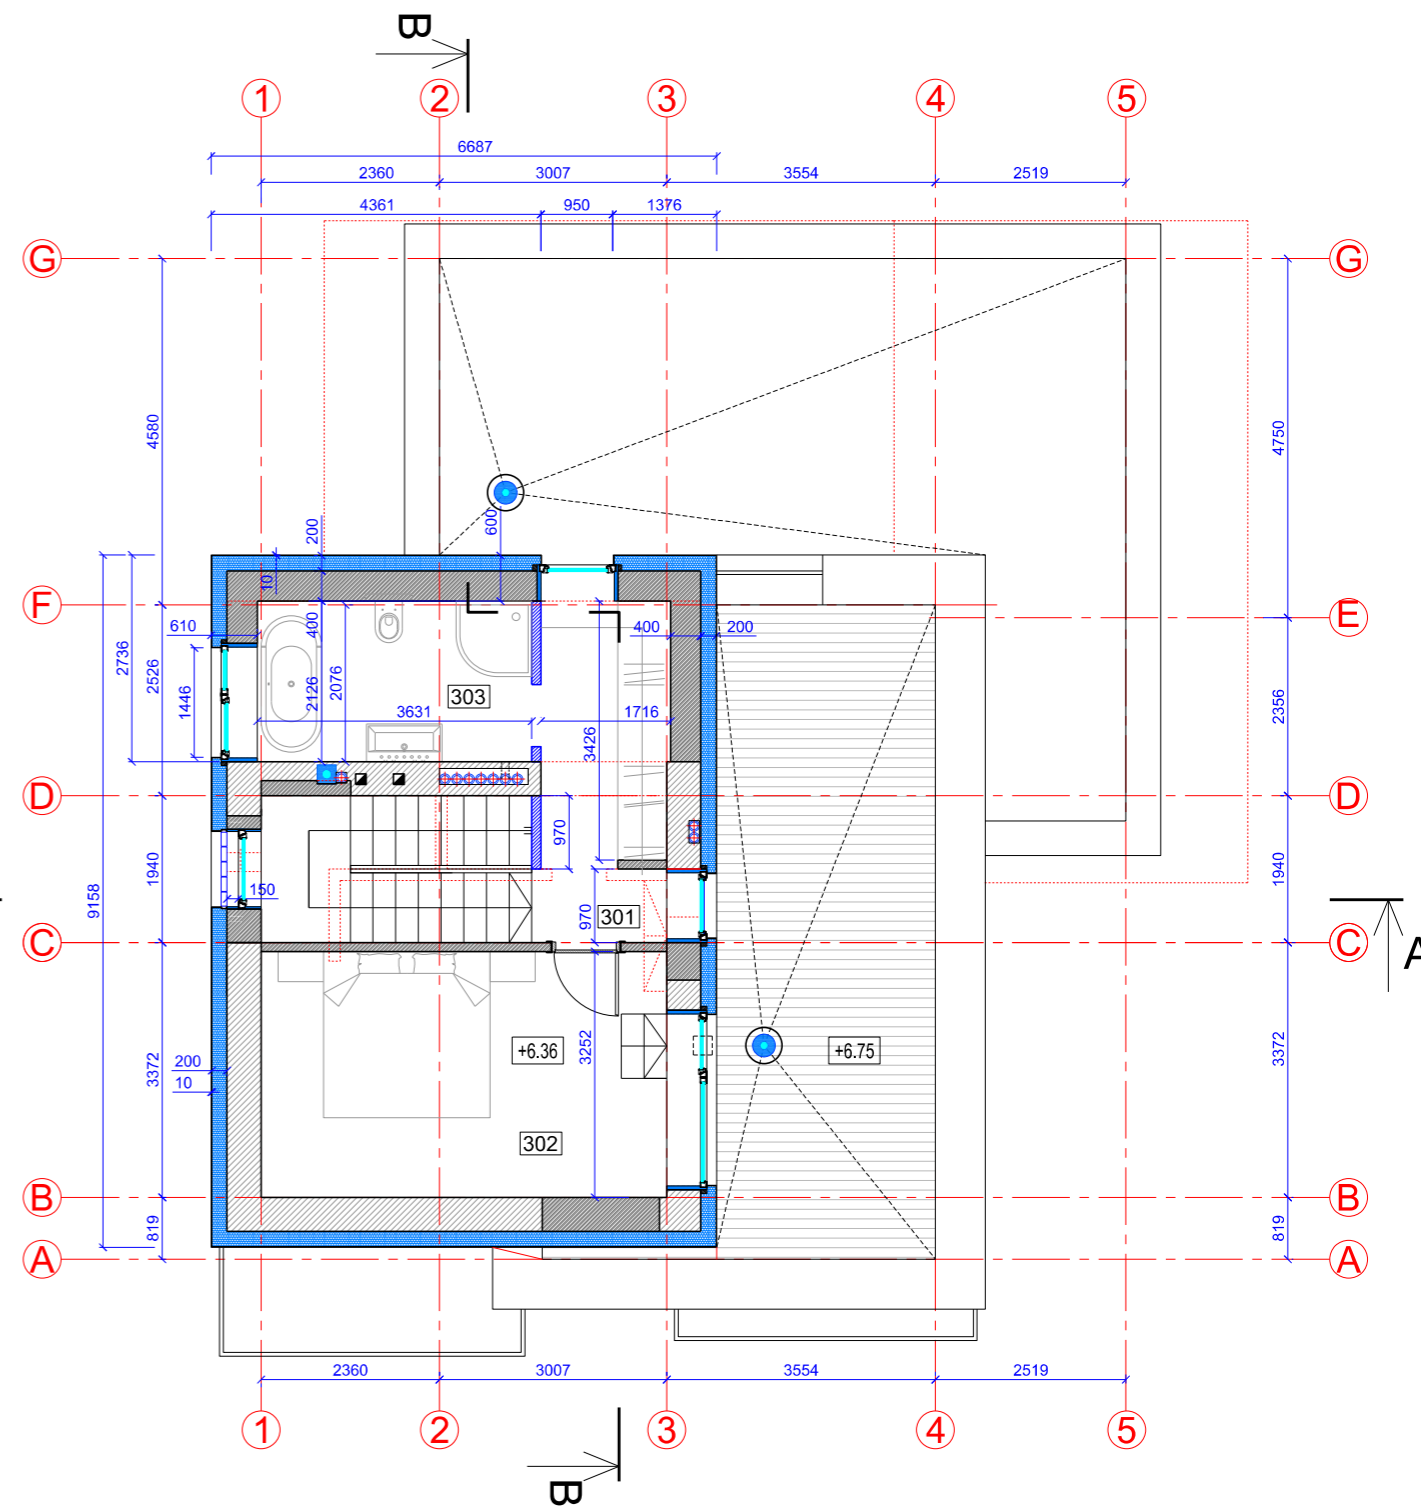 B
1 2 3 4 5
6687
2360 3007 3554 2519
4361 950 1376
G G
4580 4750
200 600
10
F E
610 400 400 200
2736 2526 1446 2126 2076 303 2356
3631 1716
3426
D D
970
9158 1940 150 970 301 1940
C C
A
3372 200 +6.36 3252 +6.75 3372
10
302
B B
819 819
A A
2360 3007 3554 2519
1 2 3 4 5
B